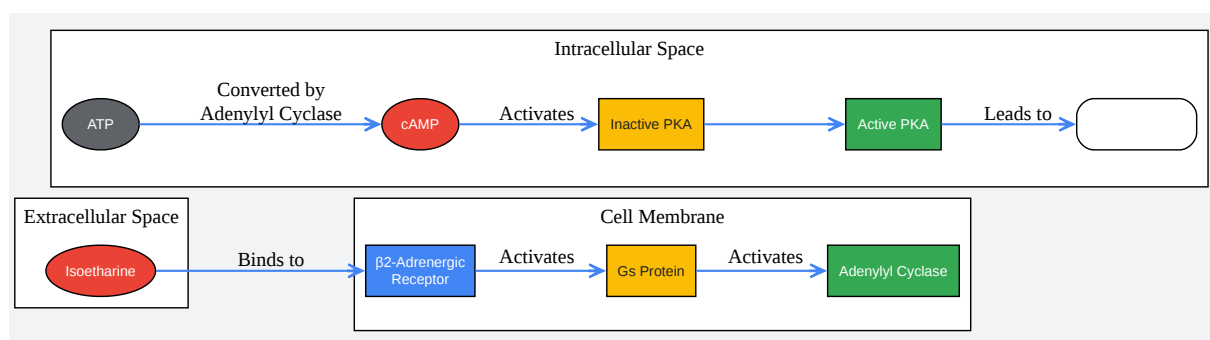 Intracellular Space
ATP
Converted by
Adenylyl Cyclase
cAMP
Activates
Inactive PKA
Active PKA
Leads to
Extracellular Space
Isoetharine
Binds to
Cell Membrane
β2-Adrenergic
Receptor
Activates
Gs Protein
Activates
Adenylyl Cyclase